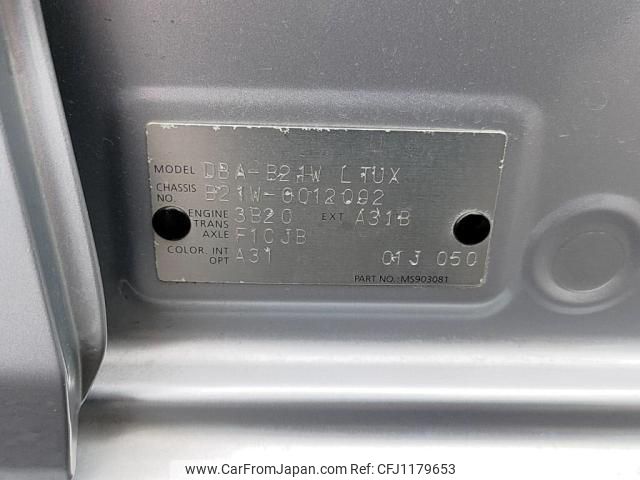 MODEL DBA-B21W LTUX
CHASSIS NO. B21W-0012092
ENGINE 3B20 EXT A31B
TRANS AXLE F1CJB
COLOR. INT OPT A31 01J 050
PART NO.: MS903081
www.CarFromJapan.com CFJ1179653